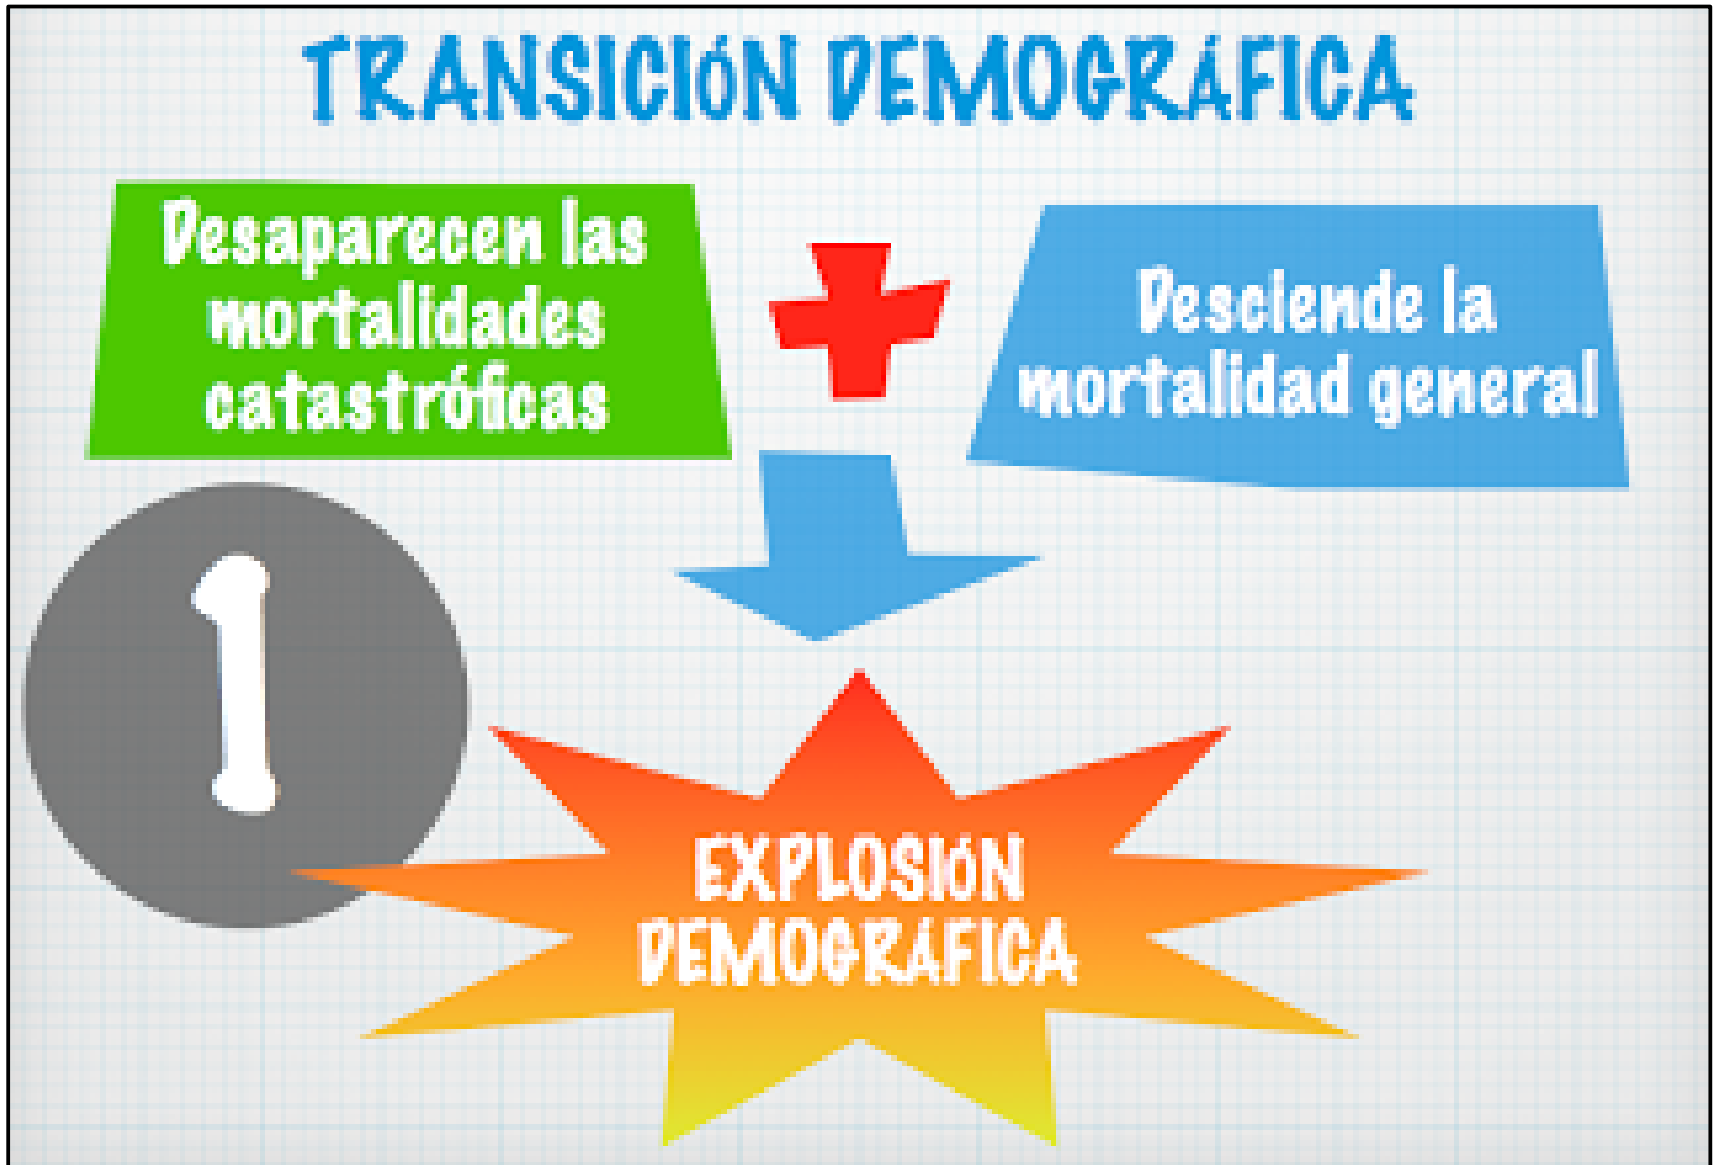 TRANSICIÓN DEMOGRÁFICA
Desaparecen las
mortalidades
catastróficas
Desciende la
mortalidad general
1
EXPLOSIÓN
DEMOGRÁFICA